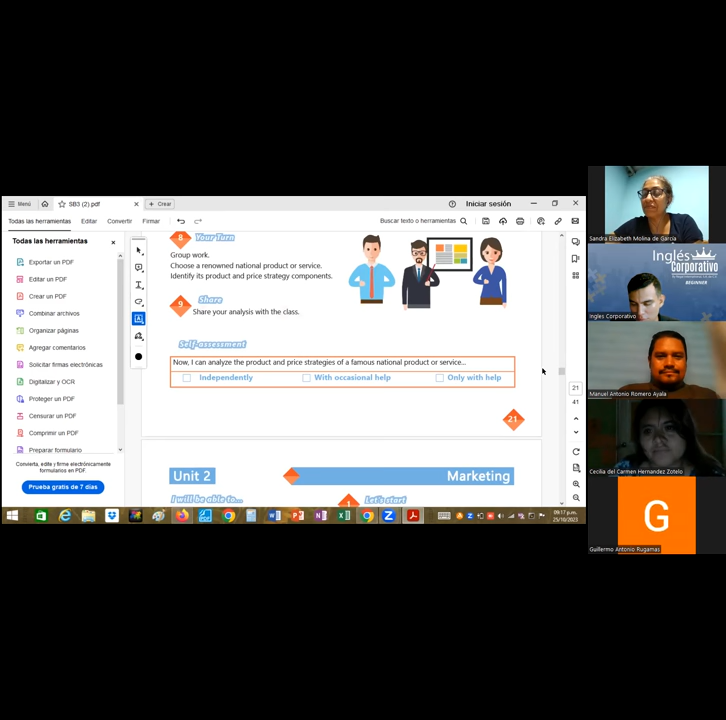 Menú
SB3 (2).pdf
Crear
Iniciar sesión
Todas las herramientas
Editar
Convertir
Firmar
Buscar texto o herramientas
Todas las herramientas
Exportar un PDF
Editar un PDF
Crear un PDF
Combinar archivos
Organizar páginas
Agregar comentarios
Solicitar firmas electrónicas
Digitalizar y OCR
Proteger un PDF
Censurar un PDF
Comprimir un PDF
Preparar formulario
Convierta, edite y firme electrónicamente
formularios en PDF.
Prueba gratis de 7 días
8 Your Turn
Group work.
Choose a renowned national product or service.
Identify its product and price strategy components.
9 Share
Share your analysis with the class.
Self-assessment
Now, I can analyze the product and price strategies of a famous national product or service...
Independently
With occasional help
Only with help
21
Unit 2
Marketing
I will be able to...
1 Let's start
21
41
09:17 p.m.
25/10/2023
Sandra Elizabeth Molina de García
Inglés
Corporativo
BEGINNER
Ingles Corporativo
Manuel Antonio Romero Ayala
Cecilia del Carmen Hernandez Zotelo
G
Guillermo Antonio Rugamas